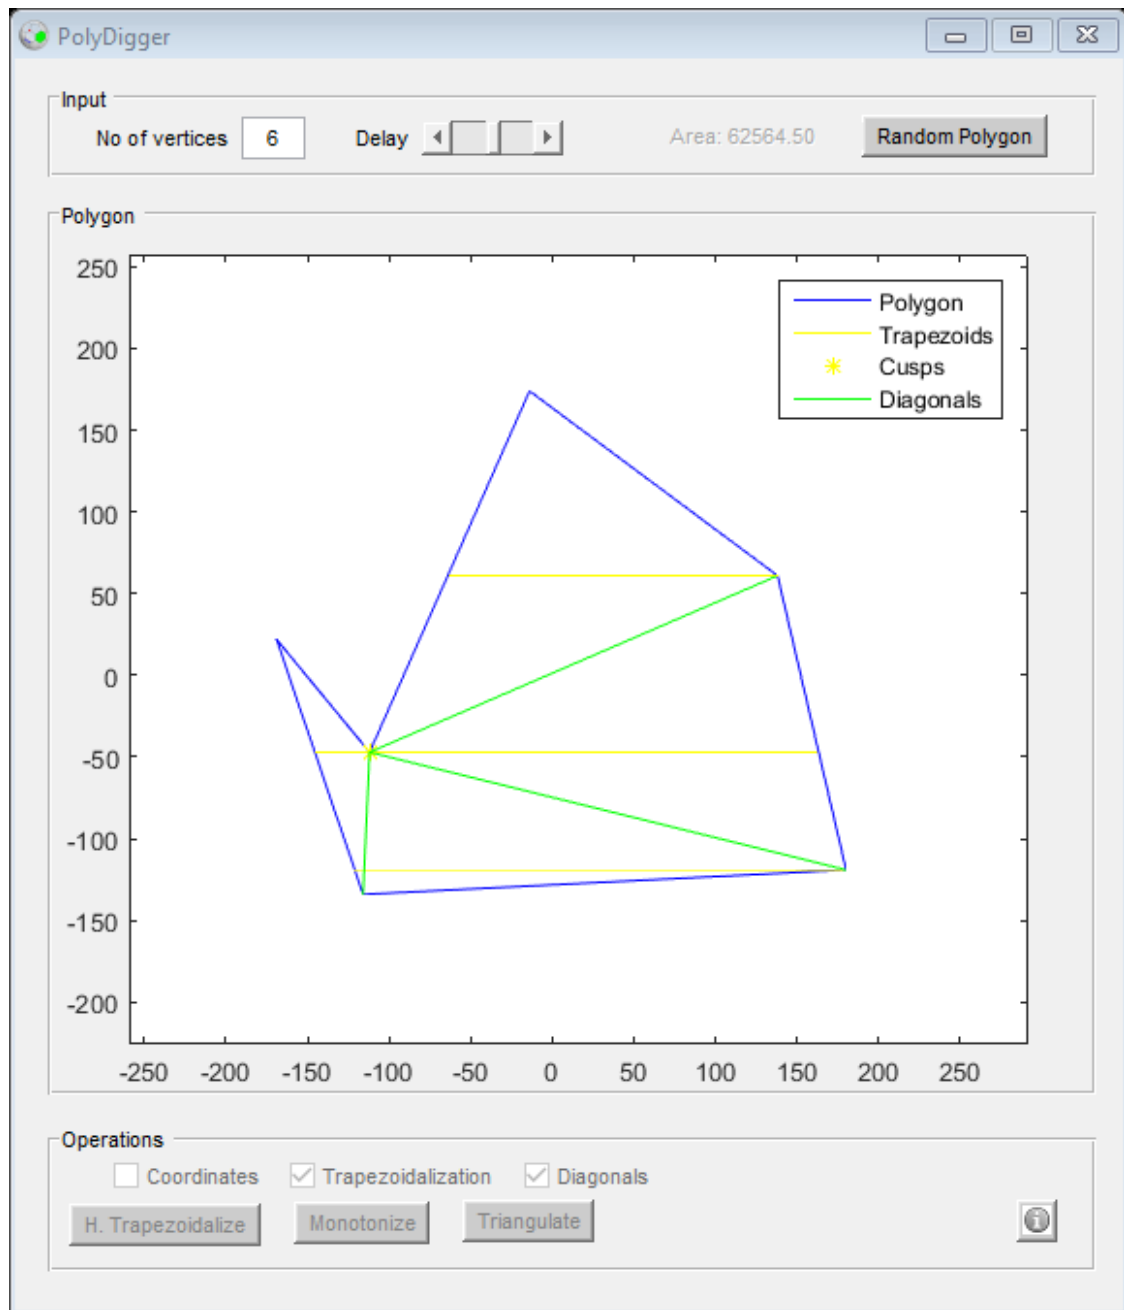 PolyDigger
Input
No of vertices 6 Delay Area: 62564.50 Random Polygon
Polygon
250
200
150
100
50
0
-50
-100
-150
-200
Polygon
Trapezoids
Cusps
Diagonals
-250 -200 -150 -100 -50 0 50 100 150 200 250
Operations
Coordinates Trapezoidalization Diagonals
H. Trapezoidalize Monotonize Triangulate